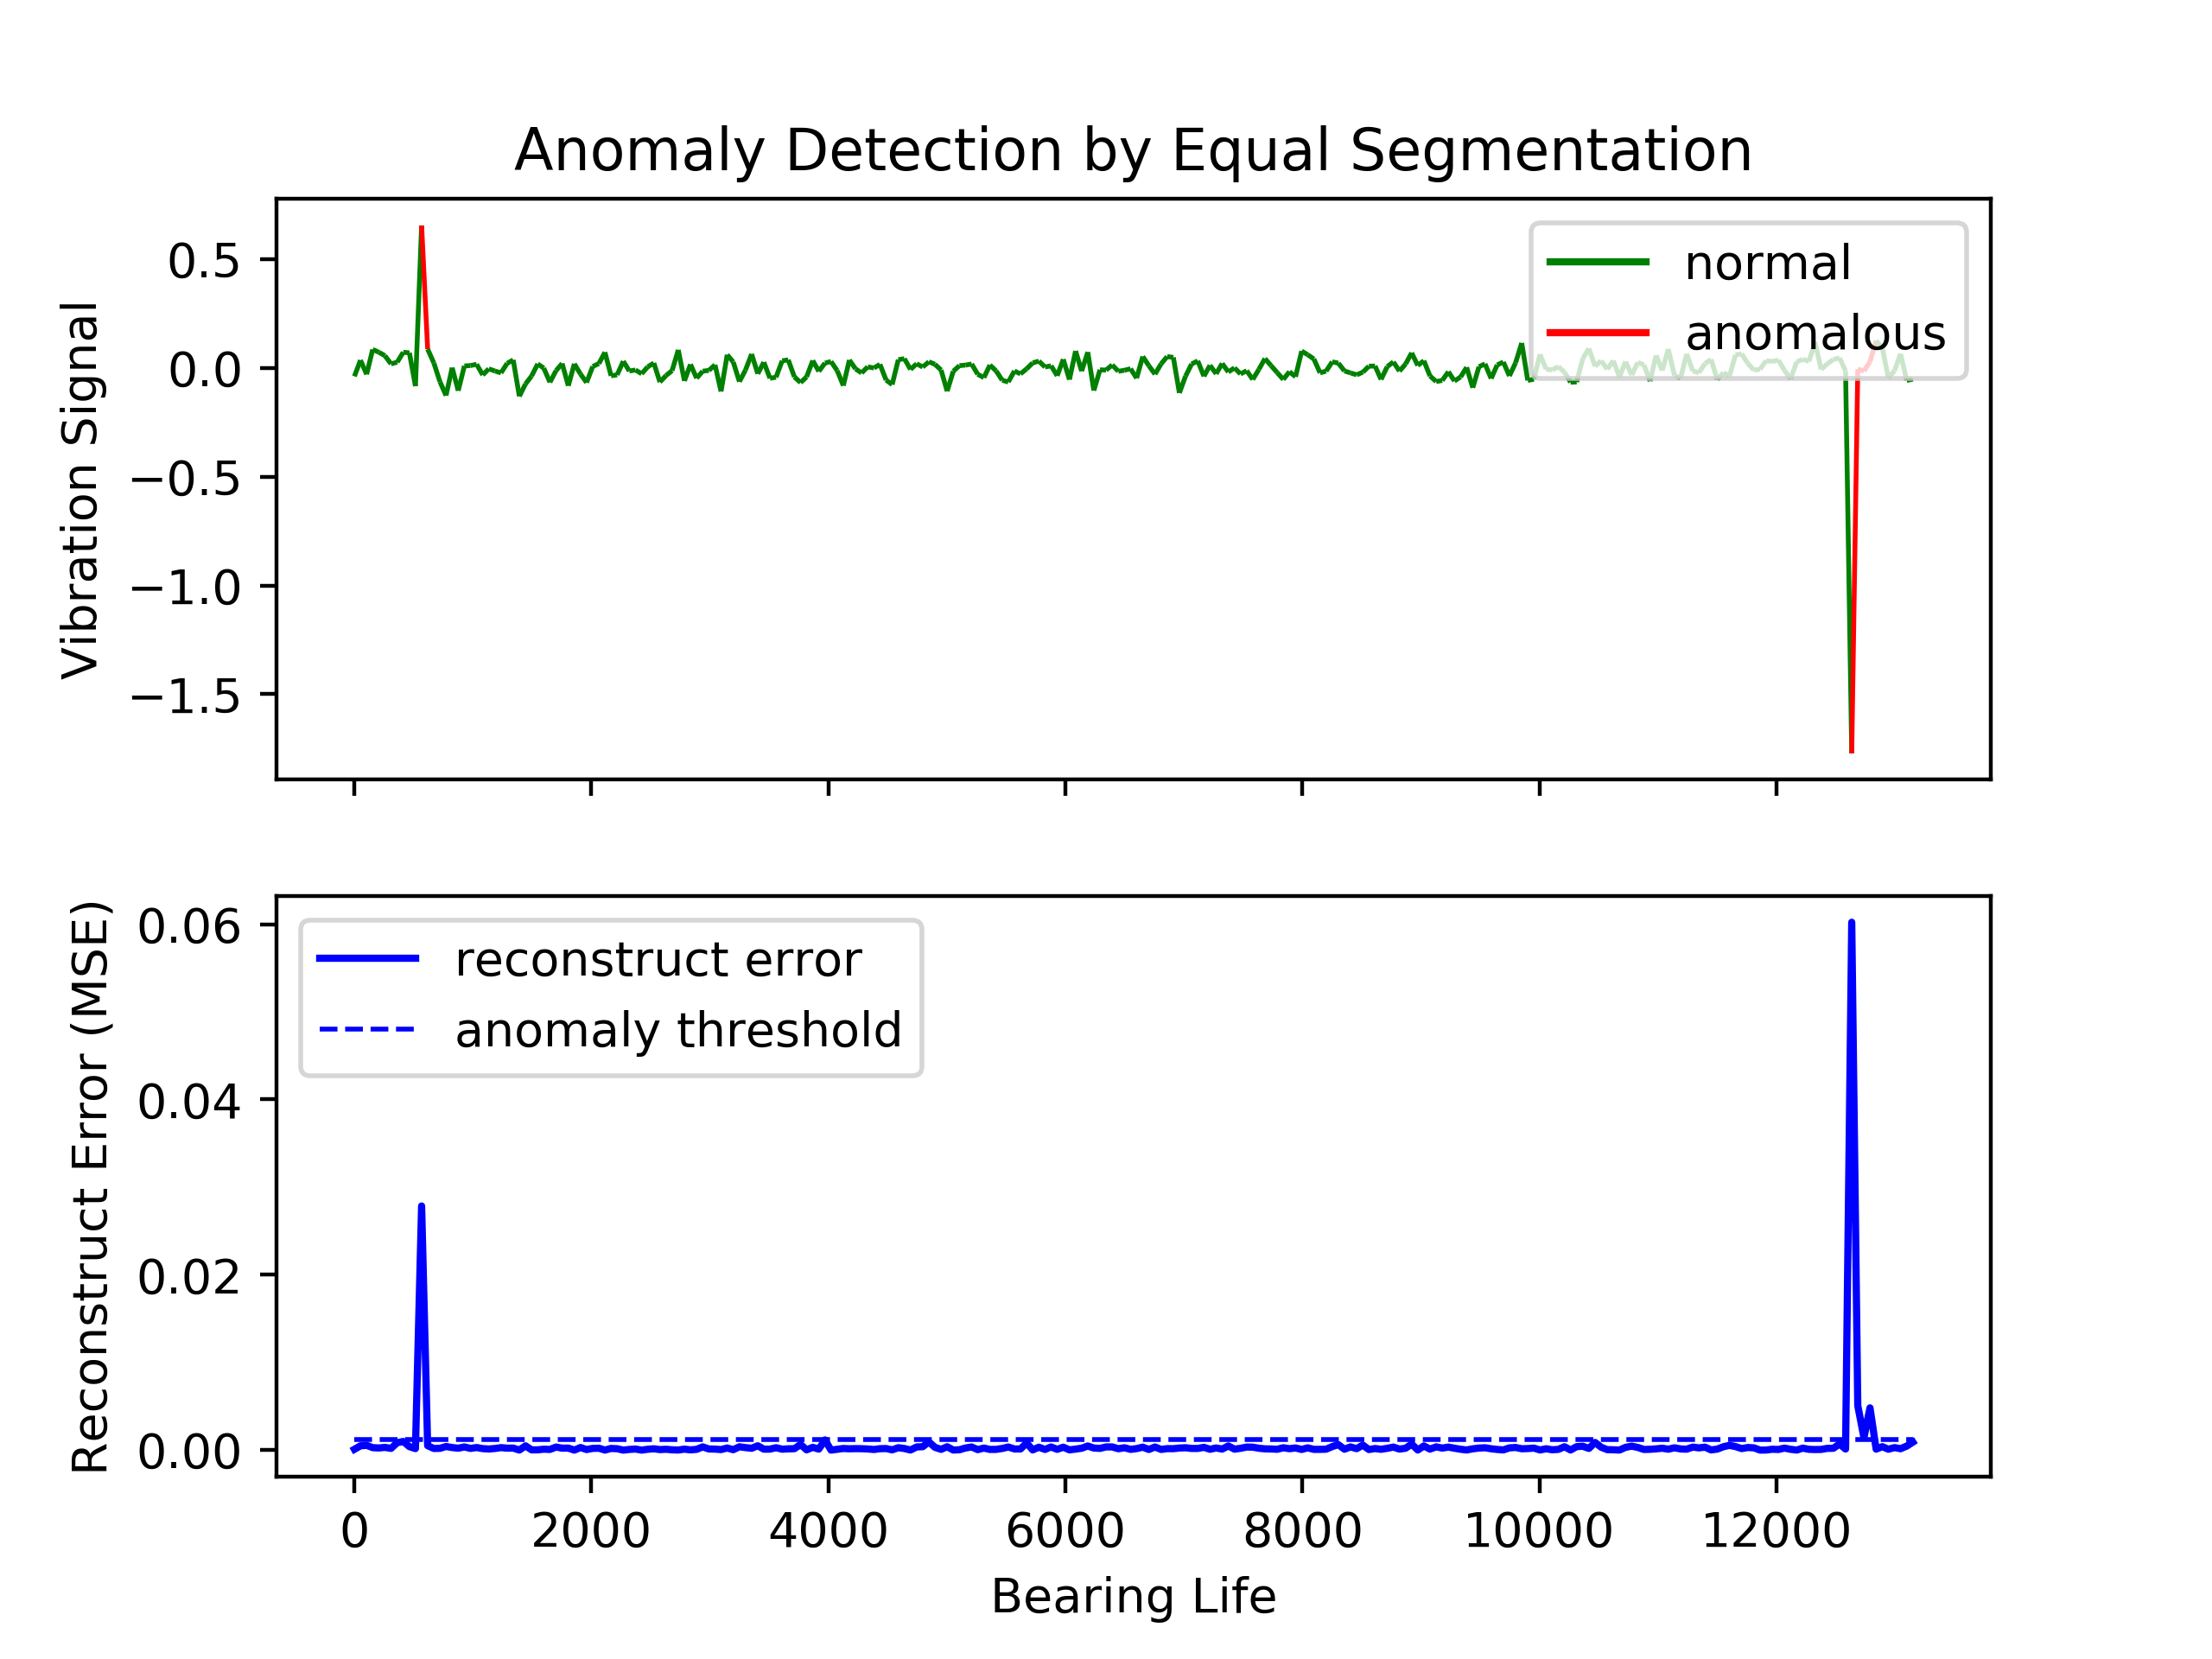 Anomaly Detection by Equal Segmentation
Vibration Signal
0.5
0.0
−0.5
−1.0
−1.5
normal
anomalous
Reconstruct Error (MSE)
0.06
0.04
0.02
0.00
reconstruct error
anomaly threshold
0 2000 4000 6000 8000 10000 12000
Bearing Life